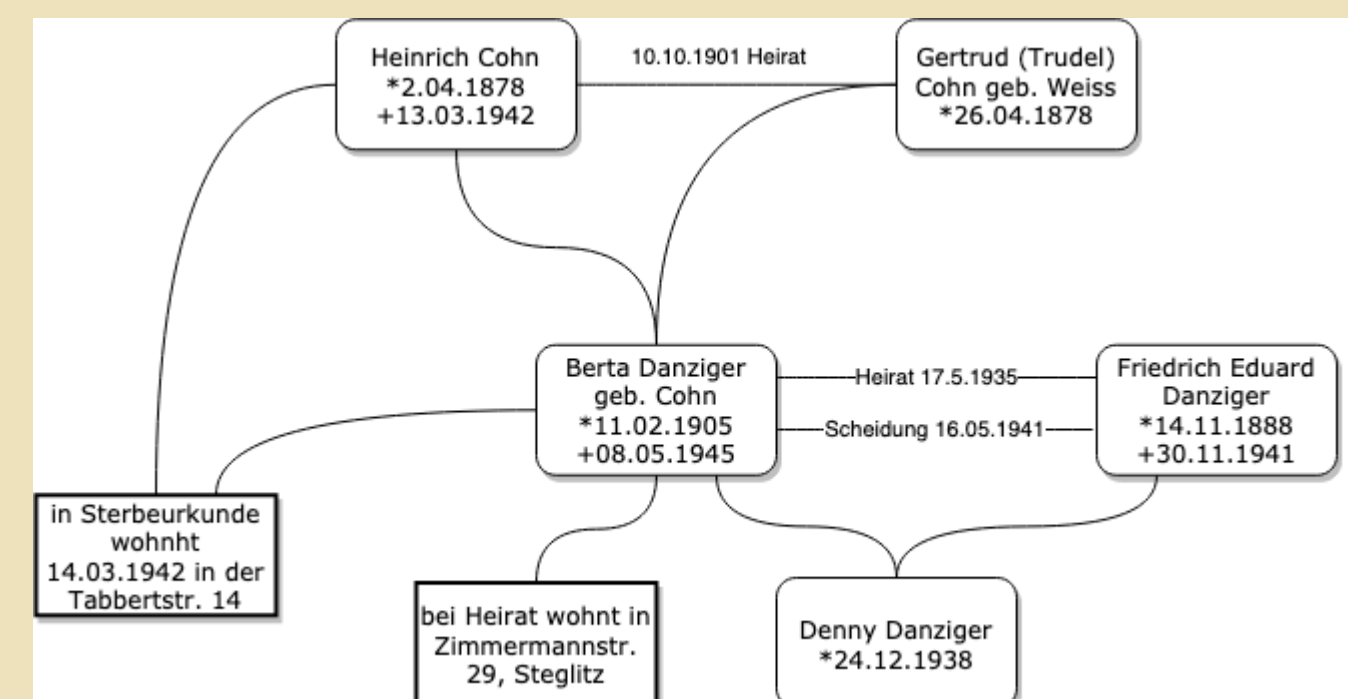 Heinrich Cohn
*2.04.1878
+13.03.1942
10.10.1901 Heirat
Gertrud (Trudel)
Cohn geb. Weiss
*26.04.1878
Berta Danziger
geb. Cohn
*11.02.1905
+08.05.1945
Heirat 17.5.1935
Scheidung 16.05.1941
Friedrich Eduard
Danziger
*14.11.1888
+30.11.1941
in Sterbeurkunde
wohnht
14.03.1942 in der
Tabbertstr. 14
bei Heirat wohnt in
Zimmermannstr.
29, Steglitz
Denny Danziger
*24.12.1938